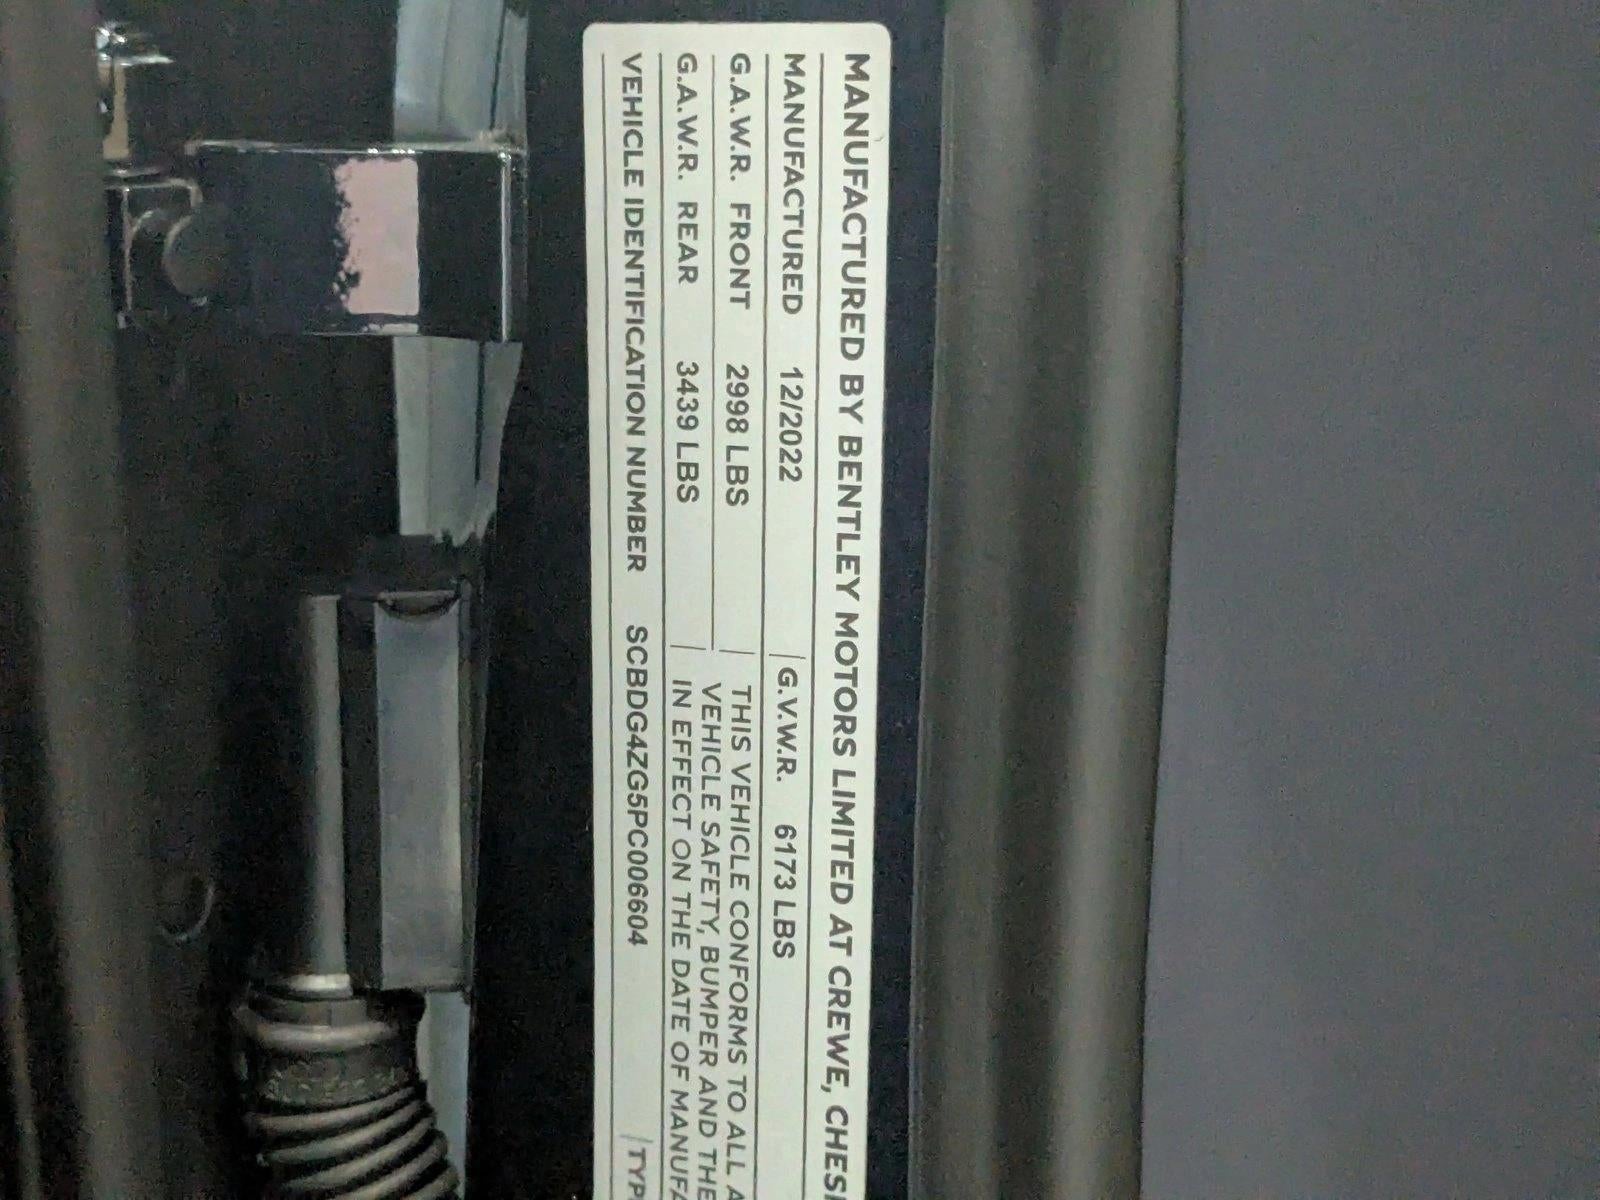 MANUFACTURED BY BENTLEY MOTORS LIMITED AT CREWE,
MANUFACTURED 12/2022 G.V.W.R. 6173 LBS
G.A.W.R. FRONT 2998 LBS
G.A.W.R. REAR 3439 LBS
THIS VEHICLE CONFORMS TO ALL
VEHICLE SAFETY, BUMPER AND THE
IN EFFECT ON THE DATE OF
VEHICLE IDENTIFICATION NUMBER SCBDG4ZG5PC006604